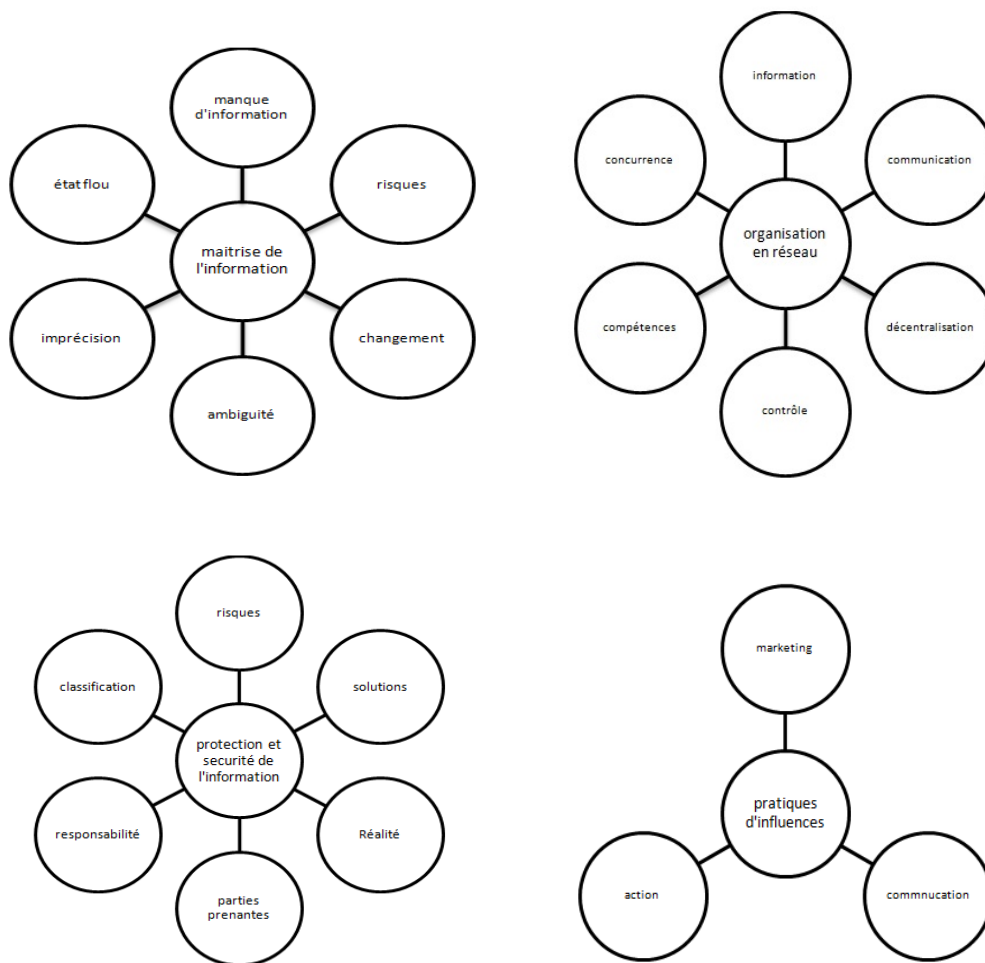 manque
d'information
état flou
risques
maitrise de
l'information
imprécision
changement
ambiguité
information
concurrence
communication
organisation
en réseau
compétences
décentralisation
contrôle
risques
classification
solutions
protection et
securité de
l'information
responsabilité
Réalité
parties
prenantes
marketing
pratiques
d'influences
action
commnucation